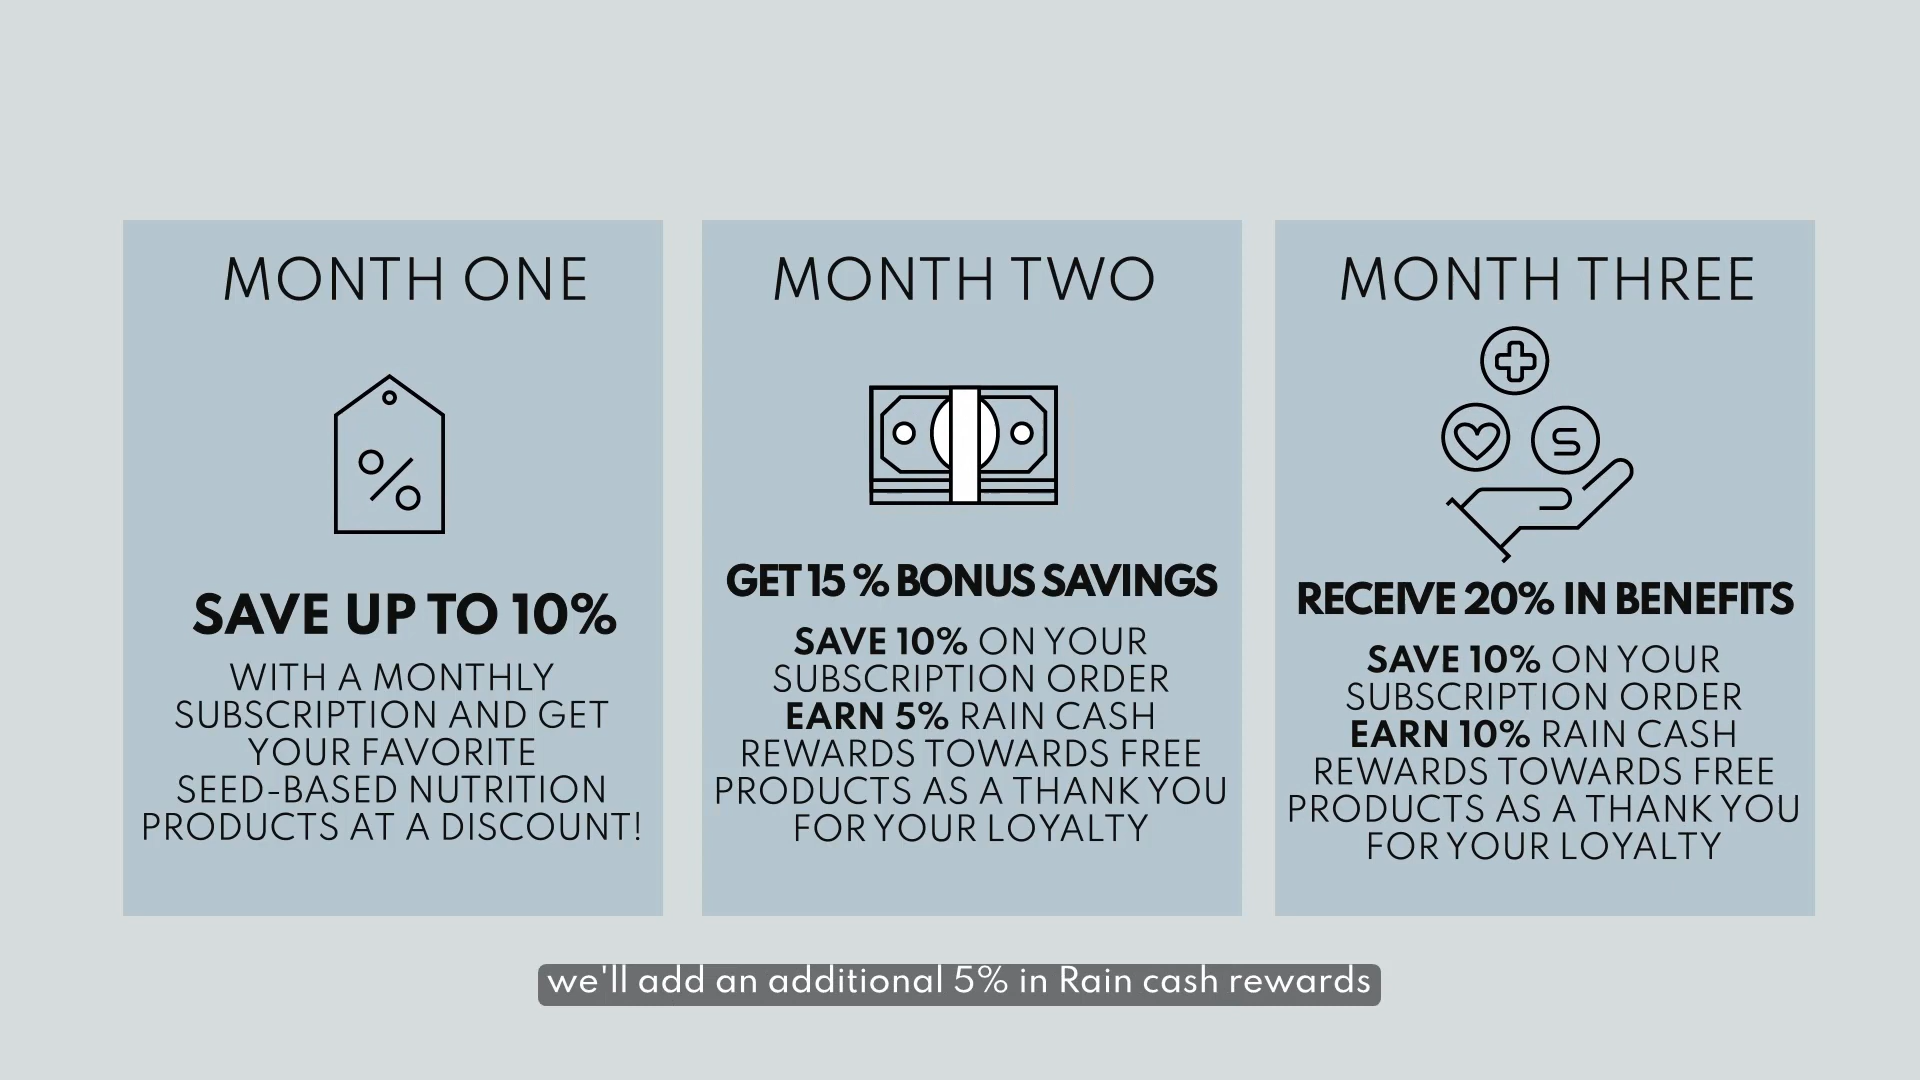 MONTH ONE
SAVE UP TO 10%
WITH A MONTHLY
SUBSCRIPTION AND GET
YOUR FAVORITE
SEED-BASED NUTRITION
PRODUCTS AT A DISCOUNT!
MONTH TWO
GET 15 % BONUS SAVINGS
SAVE 10% ON YOUR
SUBSCRIPTION ORDER
EARN 5% RAIN CASH
REWARDS TOWARDS FREE
PRODUCTS AS A THANK YOU
FOR YOUR LOYALTY
MONTH THREE
RECEIVE 20% IN BENEFITS
SAVE 10% ON YOUR
SUBSCRIPTION ORDER
EARN 10% RAIN CASH
REWARDS TOWARDS FREE
PRODUCTS AS A THANK YOU
FOR YOUR LOYALTY
we'll add an additional 5% in Rain cash rewards